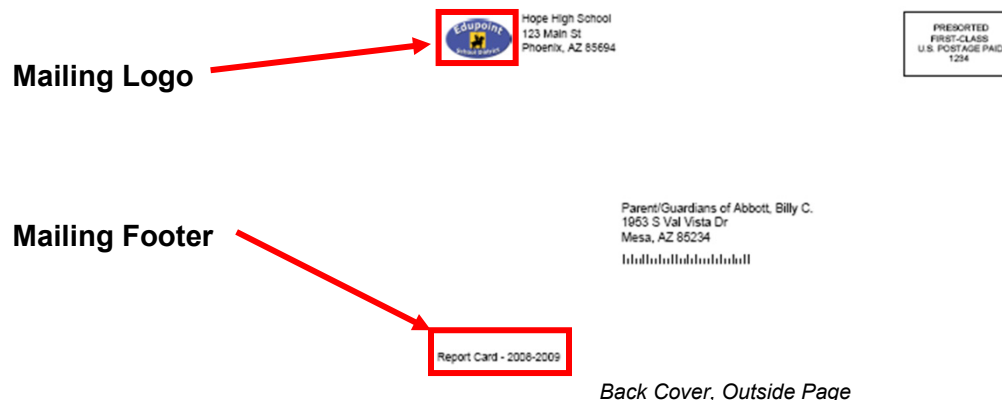 Edupoint
School District
Hope High School
123 Main St
Phoenix, AZ 85694
PRESORTED
FIRST-CLASS
U.S. POSTAGE PAID
1234
Mailing Logo
Parent/Guardians of Abbott, Billy C.
1953 S Val Vista Dr
Mesa, AZ 85234
Mailing Footer
Report Card - 2008-2009
Back Cover, Outside Page